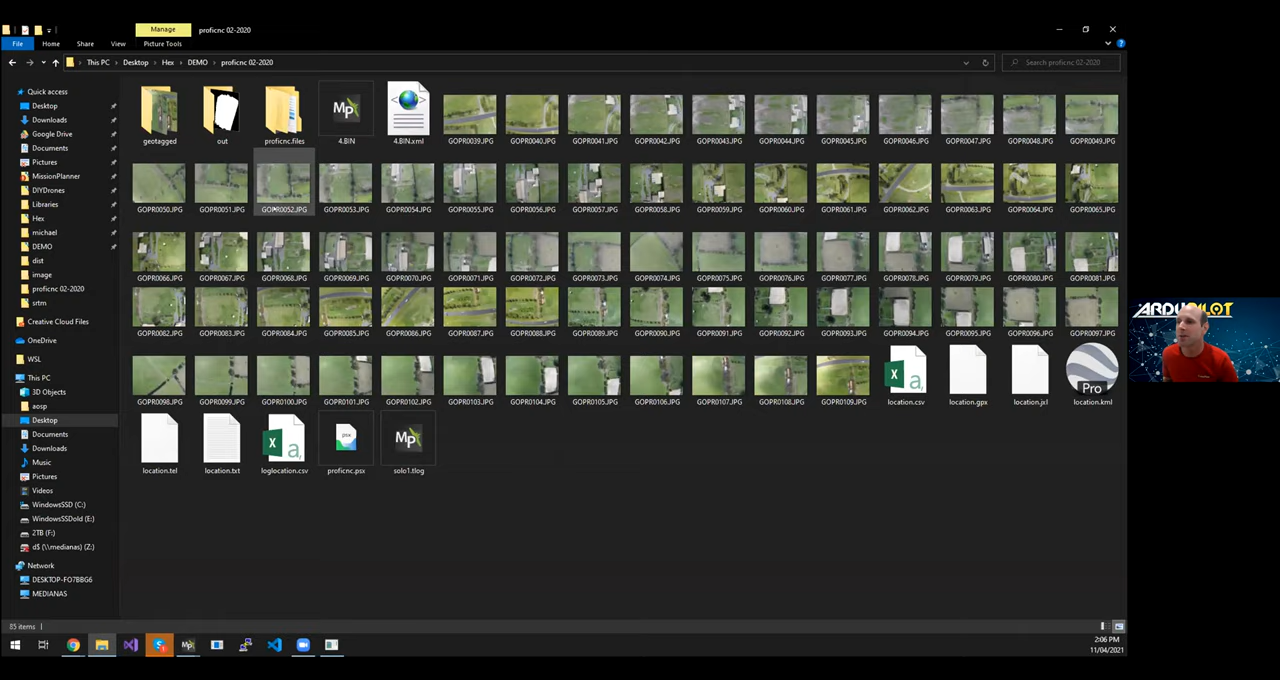 Manage
proficnc 02-2020
File
Home
Share
View
Picture Tools
This PC > Desktop > Hex > DEMO > proficnc 02-2020
Search proficnc 02-2020
Quick access
Desktop
Downloads
Google Drive
Documents
Pictures
MissionPlanner
DIYDrones
Libraries
Hex
michael
DEMO
dist
image
proficnc 02-2020
srtm
Creative Cloud Files
OneDrive
WSL
This PC
3D Objects
aosp
Desktop
Documents
Downloads
Music
Pictures
Videos
WindowsSSD (C:)
WindowsSSDold (E:)
2TB (F:)
d$ (\\medianas) (Z:)
Network
DESKTOP-FO7BBG6
MEDIANAS
geotagged
out
proficnc.files
Mp
4.BIN
4.BIN.xml
GOPR0039.JPG
GOPR0040.JPG
GOPR0041.JPG
GOPR0042.JPG
GOPR0043.JPG
GOPR0044.JPG
GOPR0045.JPG
GOPR0046.JPG
GOPR0047.JPG
GOPR0048.JPG
GOPR0049.JPG
GOPR0050.JPG
GOPR0051.JPG
GOPR0052.JPG
GOPR0053.JPG
GOPR0054.JPG
GOPR0055.JPG
GOPR0056.JPG
GOPR0057.JPG
GOPR0058.JPG
GOPR0059.JPG
GOPR0060.JPG
GOPR0061.JPG
GOPR0062.JPG
GOPR0063.JPG
GOPR0064.JPG
GOPR0065.JPG
GOPR0066.JPG
GOPR0067.JPG
GOPR0068.JPG
GOPR0069.JPG
GOPR0070.JPG
GOPR0071.JPG
GOPR0072.JPG
GOPR0073.JPG
GOPR0074.JPG
GOPR0075.JPG
GOPR0076.JPG
GOPR0077.JPG
GOPR0078.JPG
GOPR0079.JPG
GOPR0080.JPG
GOPR0081.JPG
GOPR0082.JPG
GOPR0083.JPG
GOPR0084.JPG
GOPR0085.JPG
GOPR0086.JPG
GOPR0087.JPG
GOPR0088.JPG
GOPR0089.JPG
GOPR0090.JPG
GOPR0091.JPG
GOPR0092.JPG
GOPR0093.JPG
GOPR0094.JPG
GOPR0095.JPG
GOPR0096.JPG
GOPR0097.JPG
GOPR0098.JPG
GOPR0099.JPG
GOPR0100.JPG
GOPR0101.JPG
GOPR0102.JPG
GOPR0103.JPG
GOPR0104.JPG
GOPR0105.JPG
GOPR0106.JPG
GOPR0107.JPG
GOPR0108.JPG
GOPR0109.JPG
X a,
location.csv
location.gpx
location.jxl
Pro
location.kml
location.tel
location.txt
X a,
loglocation.csv
PSX
proficnc.psx
Mp
solo1.tlog
85 items
2:06 PM
11/04/2021